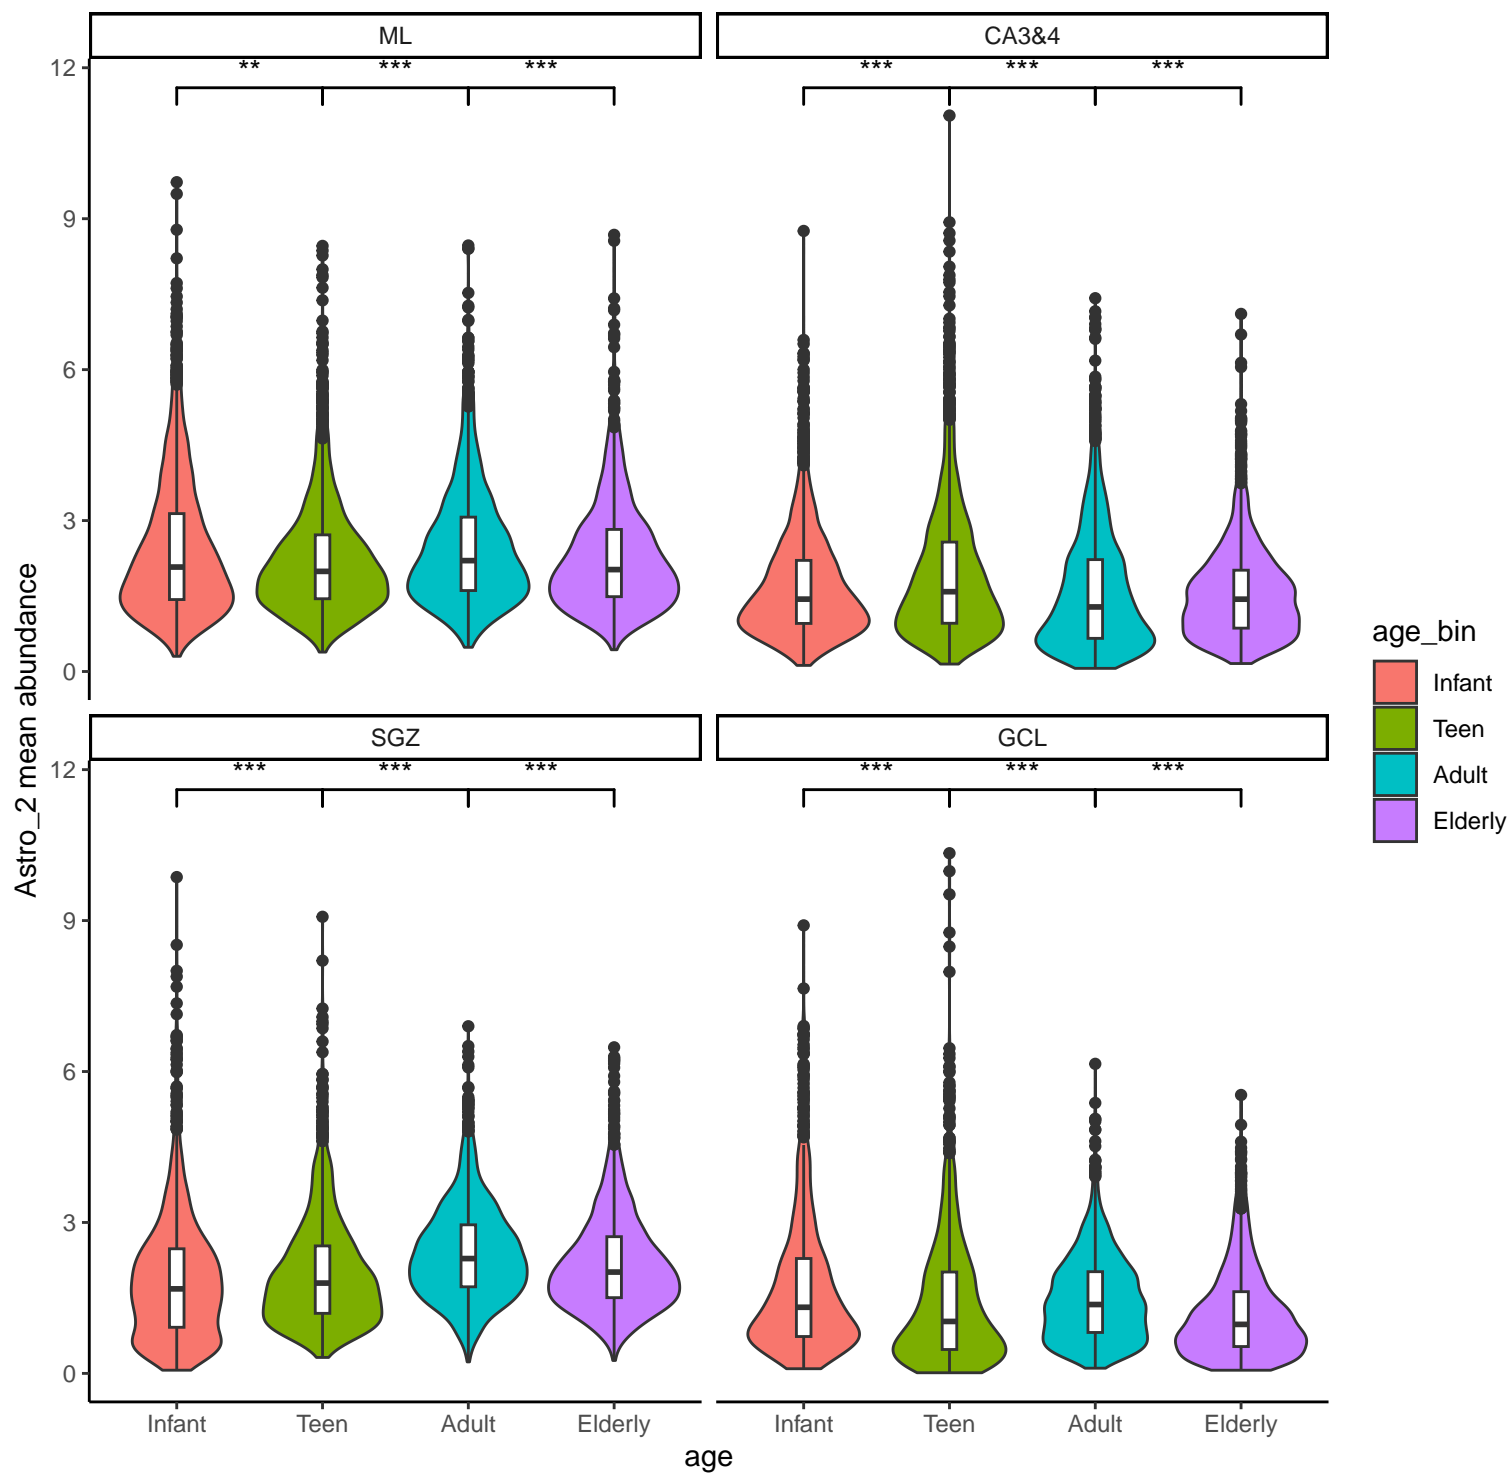 ML
CA3&4
12
** *** ***
*** *** ***
9
6
3
0
SGZ
GCL
12
*** *** ***
*** *** ***
9
6
3
0
Infant Teen Adult Elderly
Infant Teen Adult Elderly
age
Astro_2 mean abundance
age_bin
Infant
Teen
Adult
Elderly